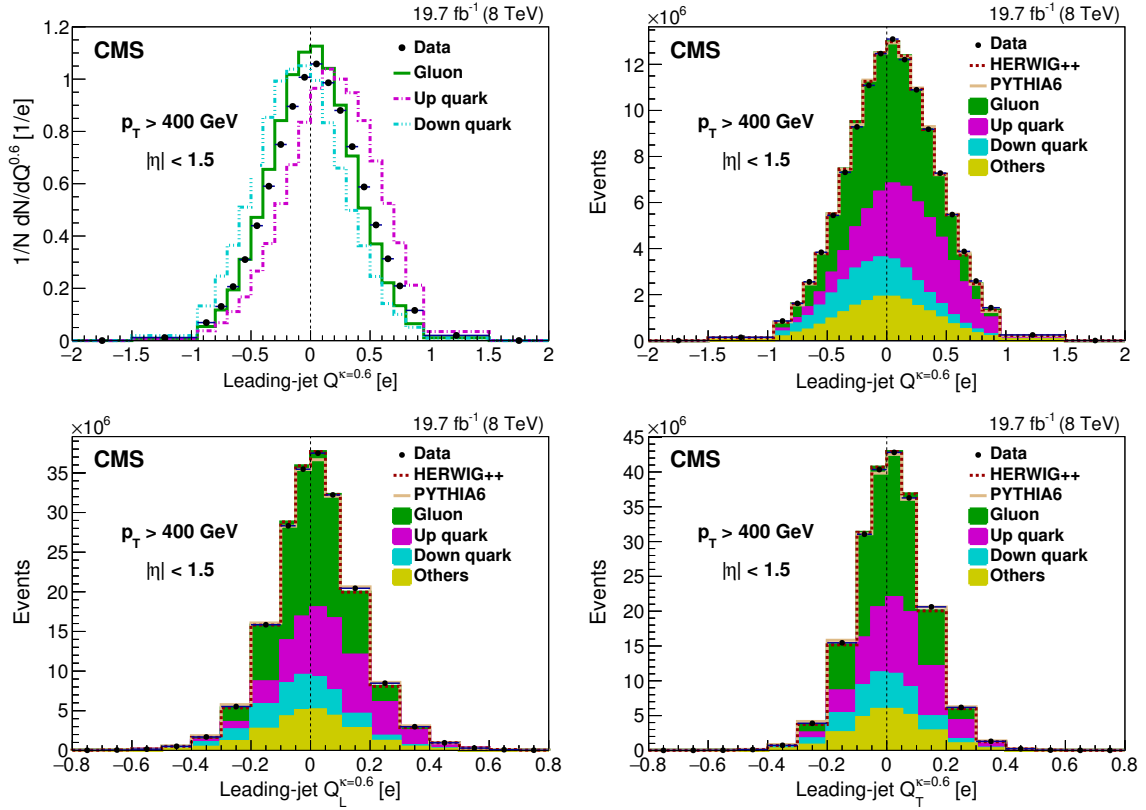 19.7 fb⁻¹ (8 TeV)
CMS
p_T > 400 GeV
|η| < 1.5
Data
Gluon
Up quark
Down quark
1/N dN/dQ^0.6 [1/e]
0 0.2 0.4 0.6 0.8 1 1.2
−2 −1.5 −1 −0.5 0 0.5 1 1.5 2
Leading-jet Q^κ=0.6 [e]
×10⁶
19.7 fb⁻¹ (8 TeV)
CMS
p_T > 400 GeV
|η| < 1.5
Data
HERWIG++
PYTHIA6
Gluon
Up quark
Down quark
Others
Events
0 2 4 6 8 10 12
−2 −1.5 −1 −0.5 0 0.5 1 1.5 2
Leading-jet Q^κ=0.6 [e]
×10⁶
19.7 fb⁻¹ (8 TeV)
CMS
p_T > 400 GeV
|η| < 1.5
Data
HERWIG++
PYTHIA6
Gluon
Up quark
Down quark
Others
Events
0 5 10 15 20 25 30 35
−0.8 −0.6 −0.4 −0.2 0 0.2 0.4 0.6 0.8
Leading-jet Q_L^κ=0.6 [e]
×10⁶
19.7 fb⁻¹ (8 TeV)
CMS
p_T > 400 GeV
|η| < 1.5
Data
HERWIG++
PYTHIA6
Gluon
Up quark
Down quark
Others
Events
0 5 10 15 20 25 30 35 40 45
−0.8 −0.6 −0.4 −0.2 0 0.2 0.4 0.6 0.8
Leading-jet Q_T^κ=0.6 [e]